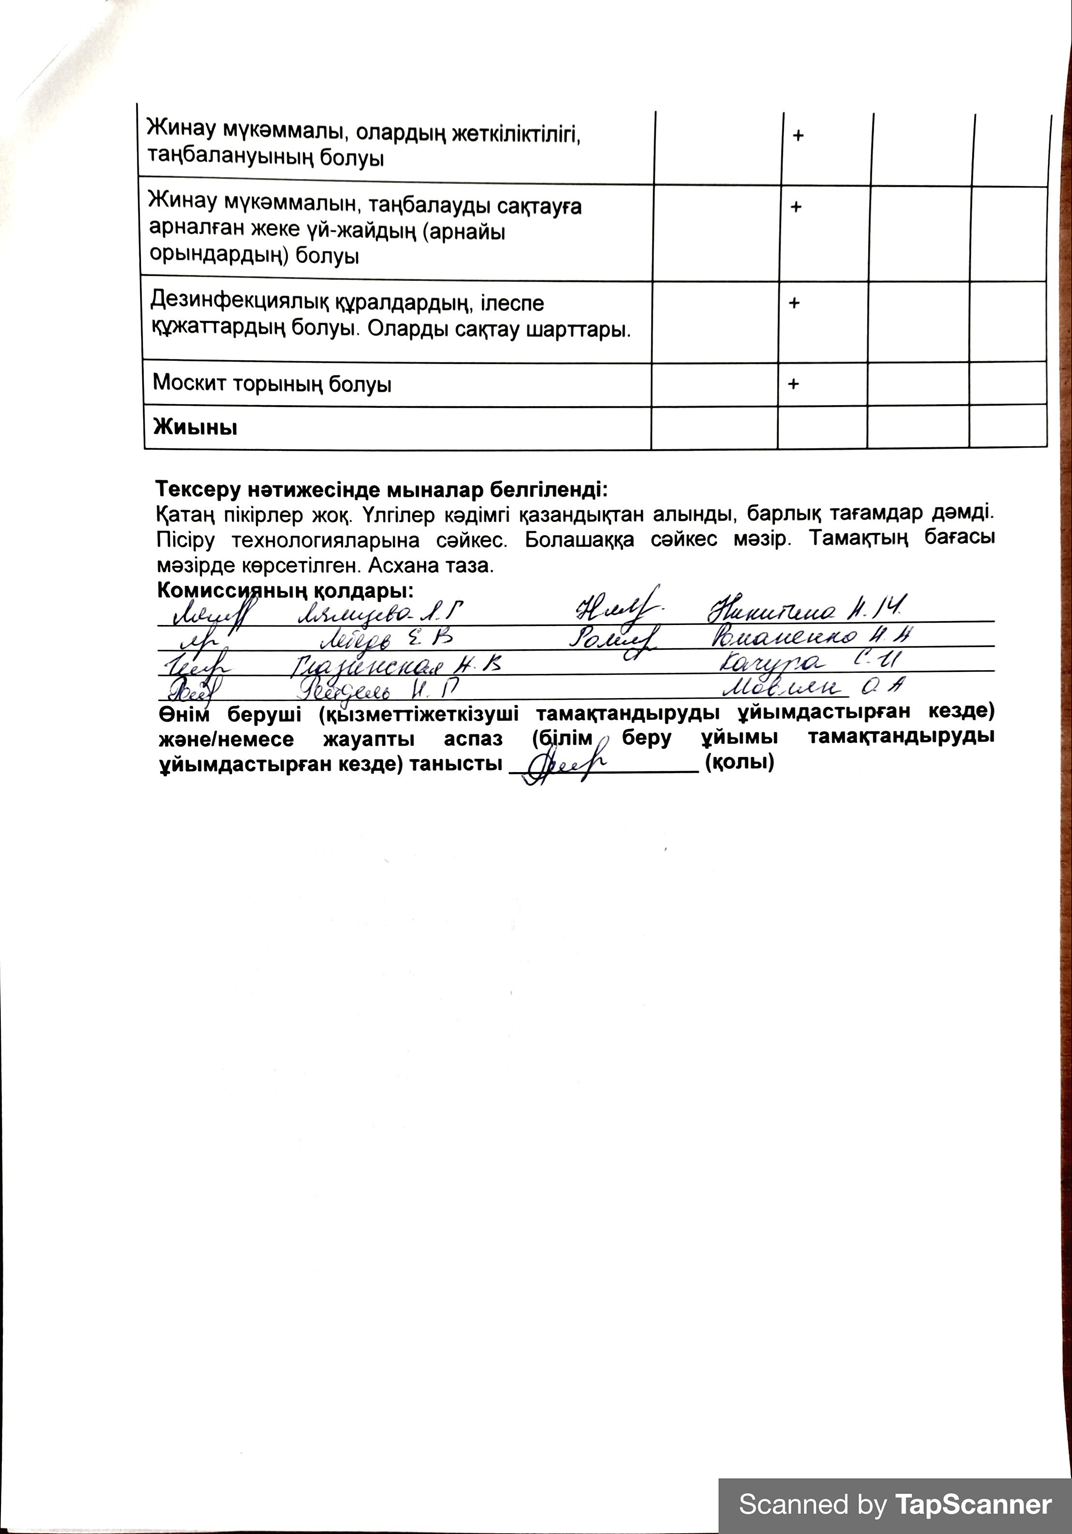 Жинау мүкәммалы, олардың жеткіліктілігі, +
таңбалануының болуы
Жинау мүкәммалын, таңбалауды сақтауға +
арналған жеке үй-жайдың (арнайы
орындардың) болуы
Дезинфекциялық құралдардың, ілеспе +
құжаттардың болуы. Оларды сақтау шарттары.
Москит торының болуы +
Жиыны
Тексеру нәтижесінде мыналар белгіленді:
Қатаң пікірлер жоқ. Үлгілер кәдімгі қазандықтан алынды, барлық тағамдар дәмді.
Пісіру технологияларына сәйкес. Болашаққа сәйкес мәзір. Тамақтың бағасы
мәзірде көрсетілген. Асхана таза.
Комиссияның қолдары:
Л.Г Никитина Н.М.
Лебедь Е.В Романенко Н.Н
Глазинская Н.В Качура С.И
Рейдель И.П О А
Өнім беруші (қызметтіжеткізуші тамақтандыруды ұйымдастырған кезде)
және/немесе жауапты аспаз (білім беру ұйымы тамақтандыруды
ұйымдастырған кезде) танысты (қолы)
Scanned by TapScanner